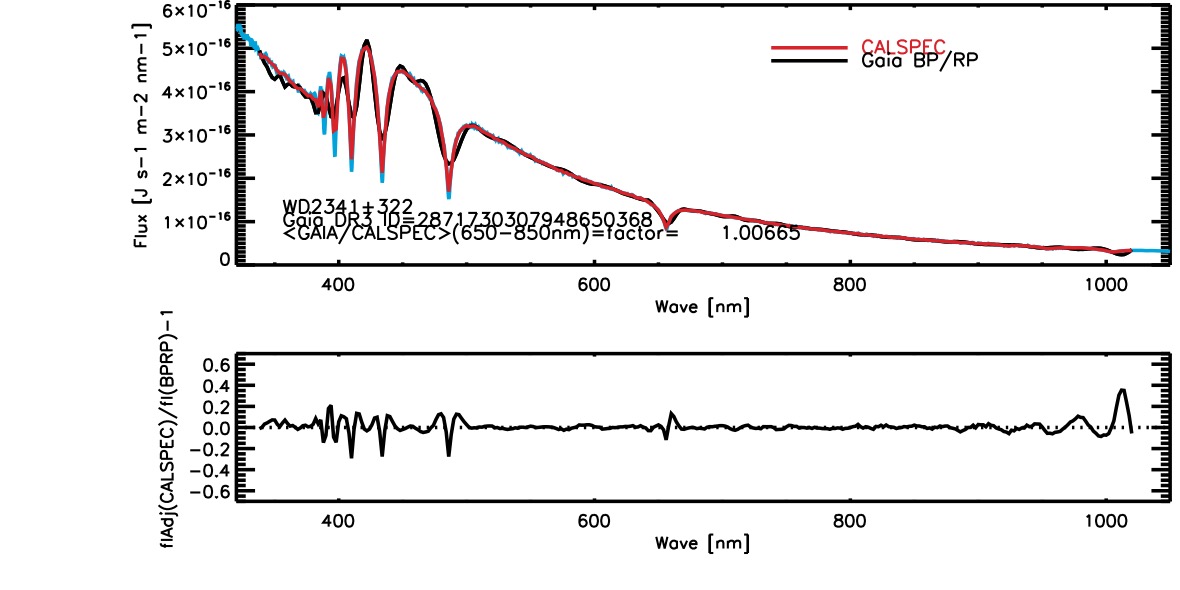 6×10−16
5×10−16
4×10−16
3×10−16
2×10−16
1×10−16
0
Flux [J s−1 m−2 nm−1]
CALSPEC
Gaia BP/RP
WD2341+322
Gaia DR3 ID=2871730307948650368
<GAIA/CALSPEC>(650−850nm)=factor= 1.00665
400 600 800 1000
Wave [nm]
flAdj(CALSPEC)/fl(BPRP)−1
0.6
0.4
0.2
0.0
−0.2
−0.4
−0.6
400 600 800 1000
Wave [nm]